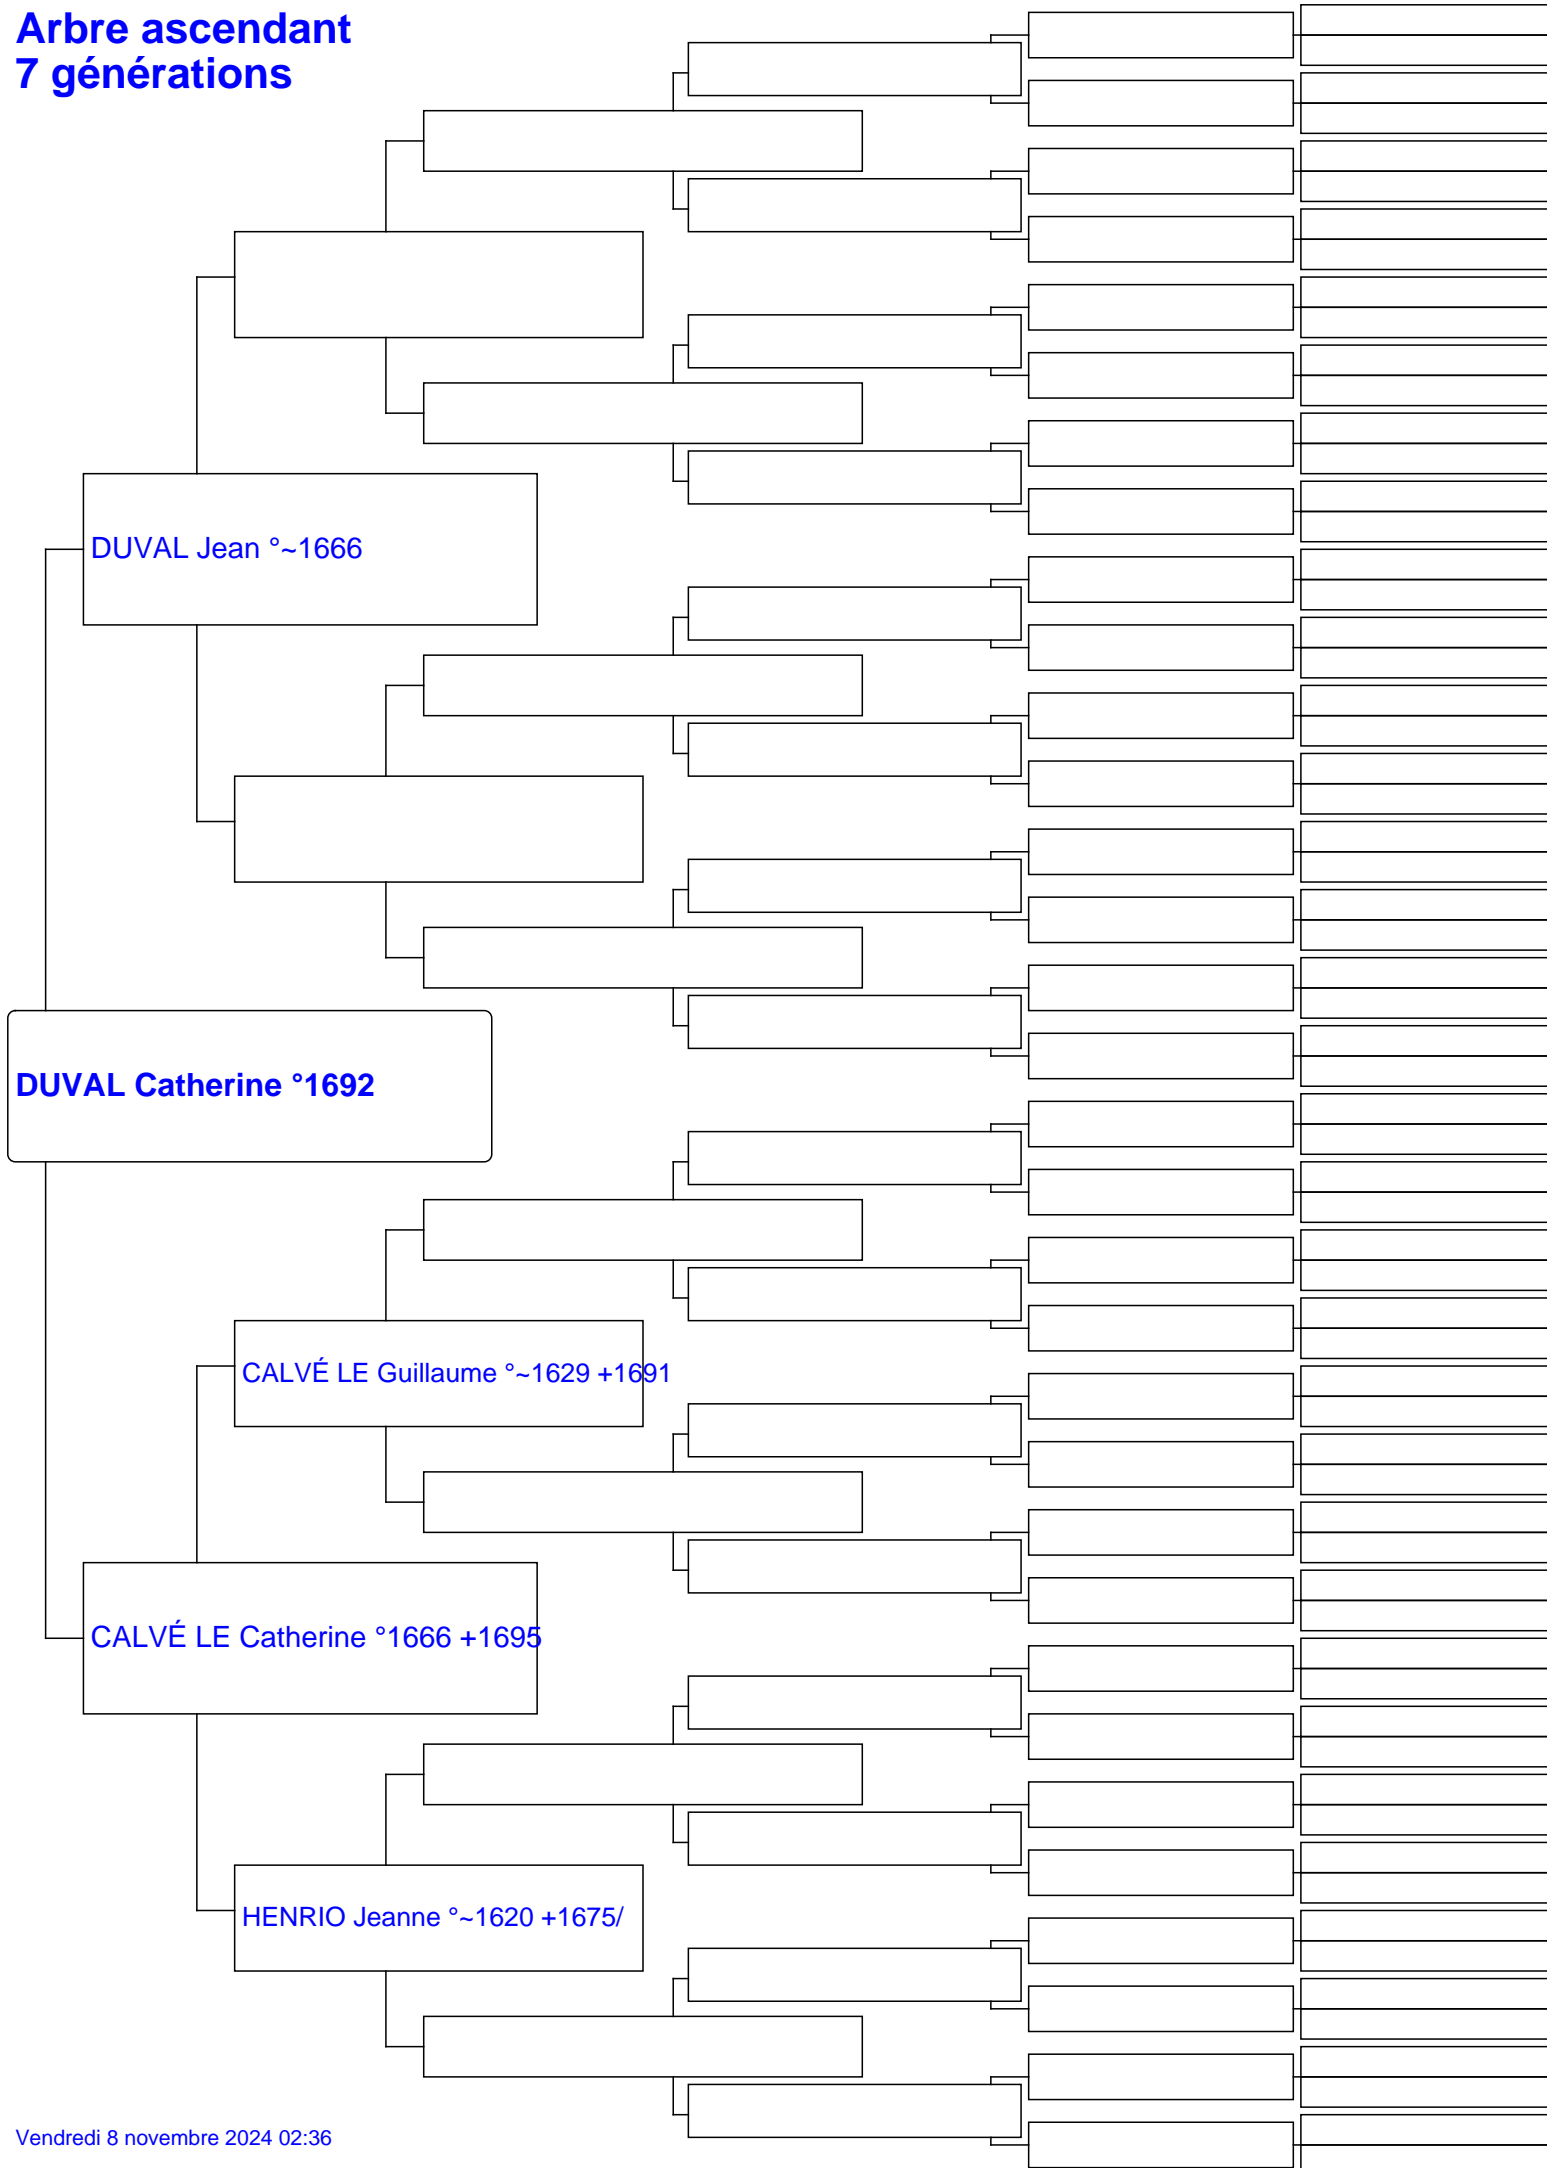 Arbre ascendant
7 générations
DUVAL Jean °~1666
DUVAL Catherine °1692
CALVÉ LE Guillaume °~1629 +1691
CALVÉ LE Catherine °1666 +1695
HENRIO Jeanne °~1620 +1675/
Vendredi 8 novembre 2024 02:36